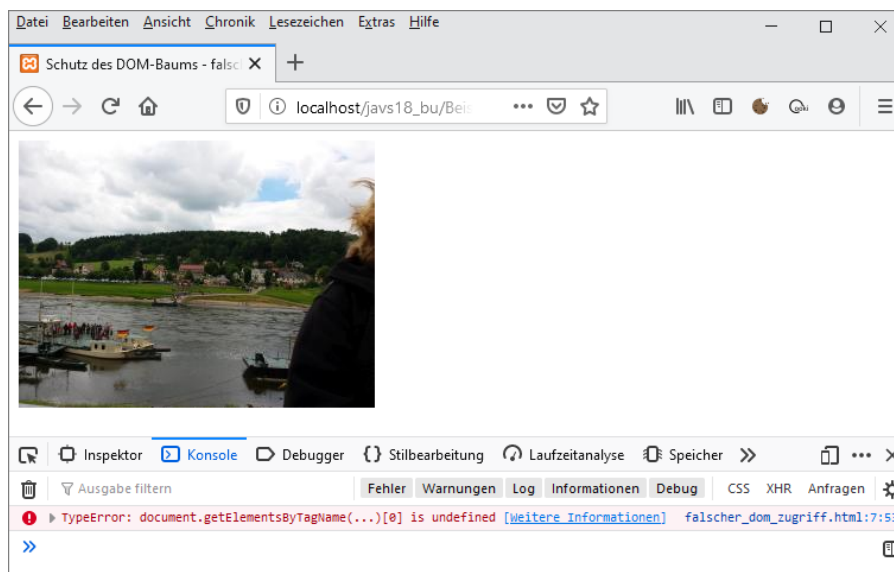 Datei Bearbeiten Ansicht Chronik Lesezeichen Extras Hilfe
Schutz des DOM-Baums - falsc
localhost/javs18_bu/Beis
Inspektor Konsole Debugger {} Stilbearbeitung Laufzeitanalyse Speicher
Ausgabe filtern Fehler Warnungen Log Informationen Debug CSS XHR Anfragen
TypeError: document.getElementsByTagName(...)[0] is undefined [Weitere Informationen] falscher_dom_zugriff.html:7:53